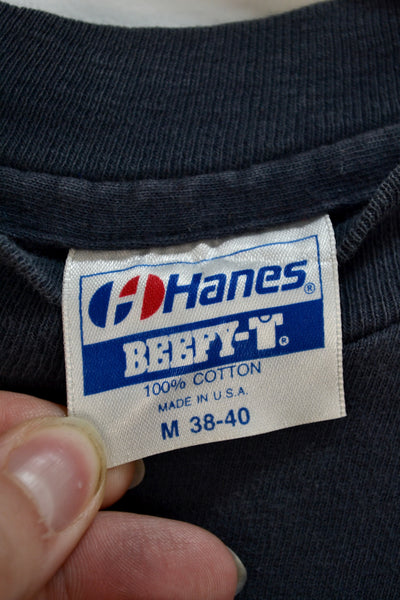 Hanes®
BEEFY-T®
100% COTTON
MADE IN U.S.A.
M 38-40